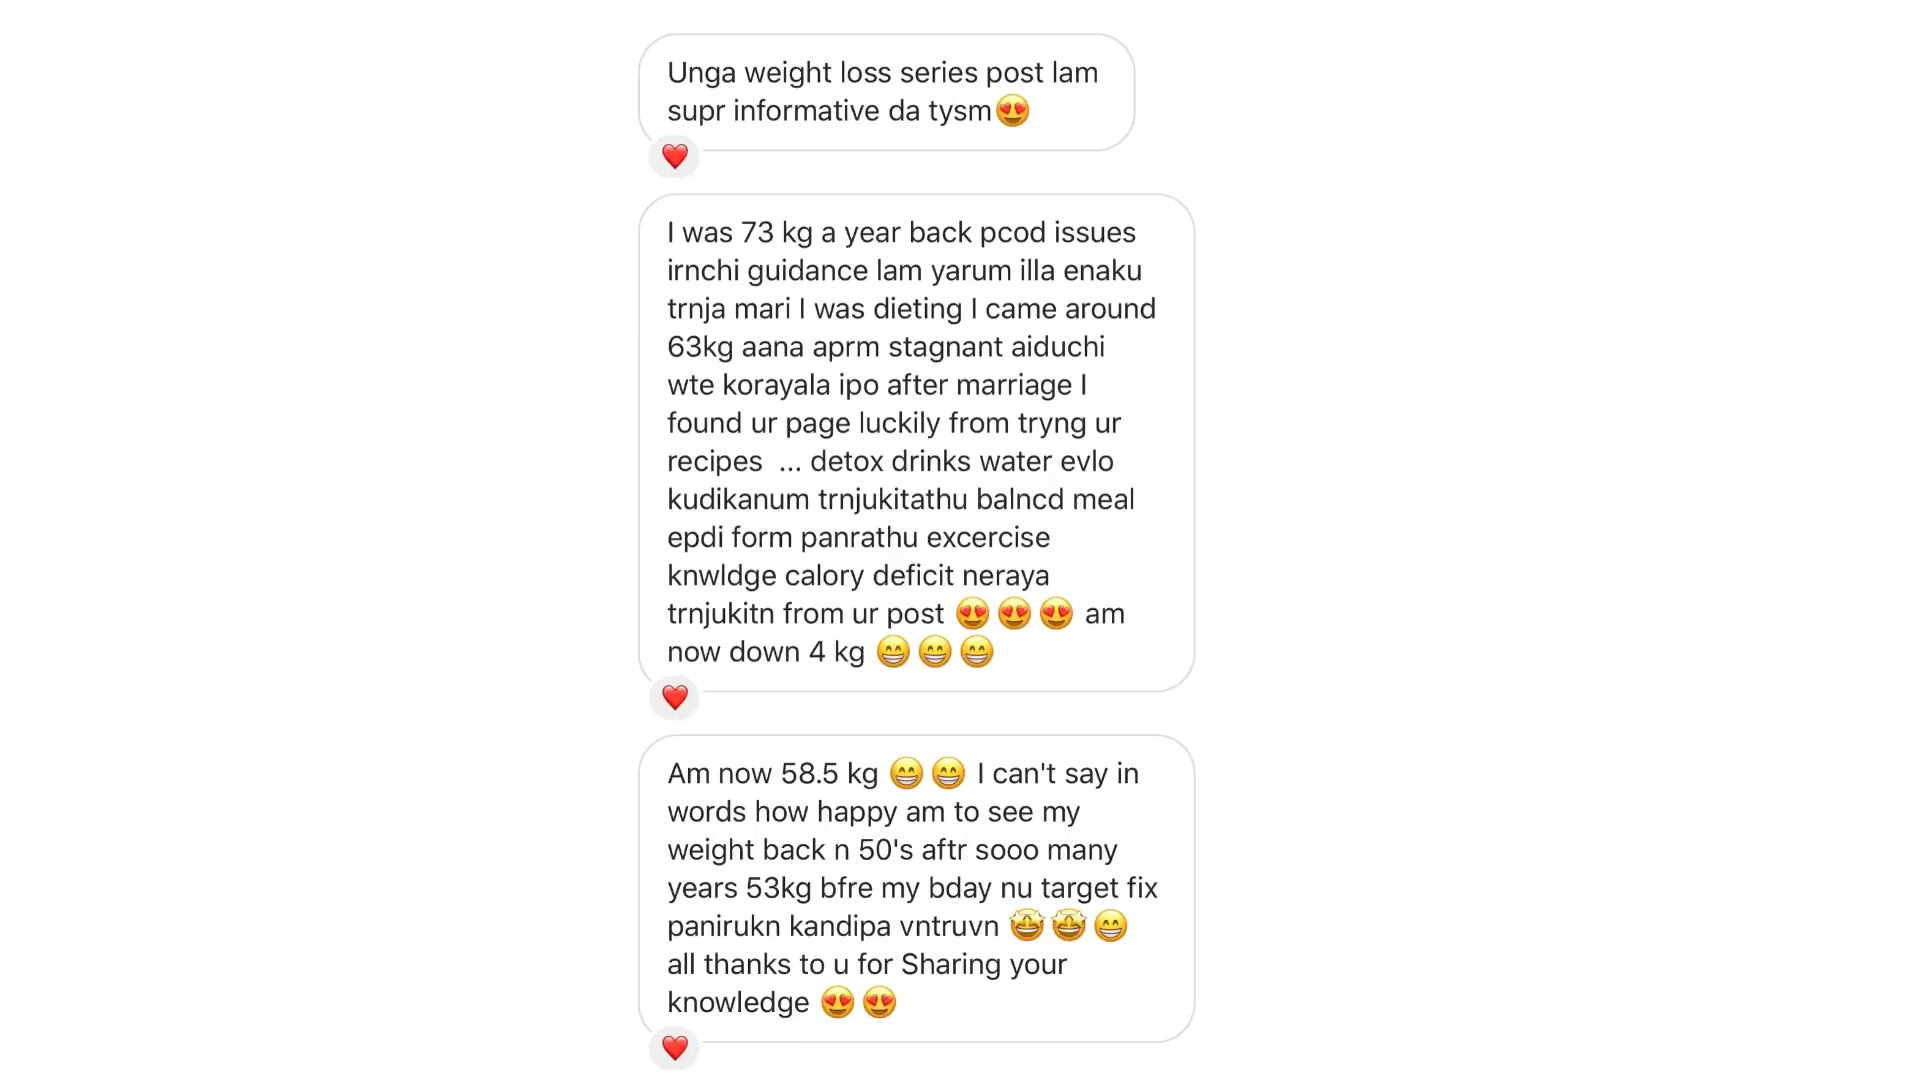 Unga weight loss series post lam
supr informative da tysm😍
❤️
I was 73 kg a year back pcod issues
irnchi guidance lam yarum illa enaku
trnja mari I was dieting I came around
63kg aana aprm stagnant aiduchi
wte korayala ipo after marriage I
found ur page luckily from tryng ur
recipes  ... detox drinks water evlo
kudikanum trnjukitathu balncd meal
epdi form panrathu excercise
knwldge calory deficit neraya
trnjukitn from ur post 😍😍😍 am
now down 4 kg 😁😁😁
❤️
Am now 58.5 kg 😁😁 I can't say in
words how happy am to see my
weight back n 50's aftr sooo many
years 53kg bfre my bday nu target fix
panirukn kandipa vntruvn 🤩🤩😁
all thanks to u for Sharing your
knowledge 😍😍
❤️